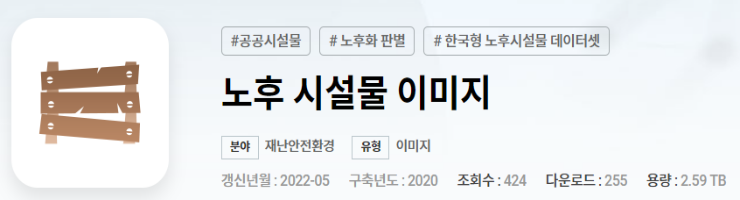 #공공시설물 # 노후화 판별 # 한국형 노후시설물 데이터셋
노후 시설물 이미지
분야 재난안전환경 유형 이미지
갱신년월 : 2022-05 구축년도 : 2020 조회수 : 424 다운로드 : 255 용량 : 2.59 TB